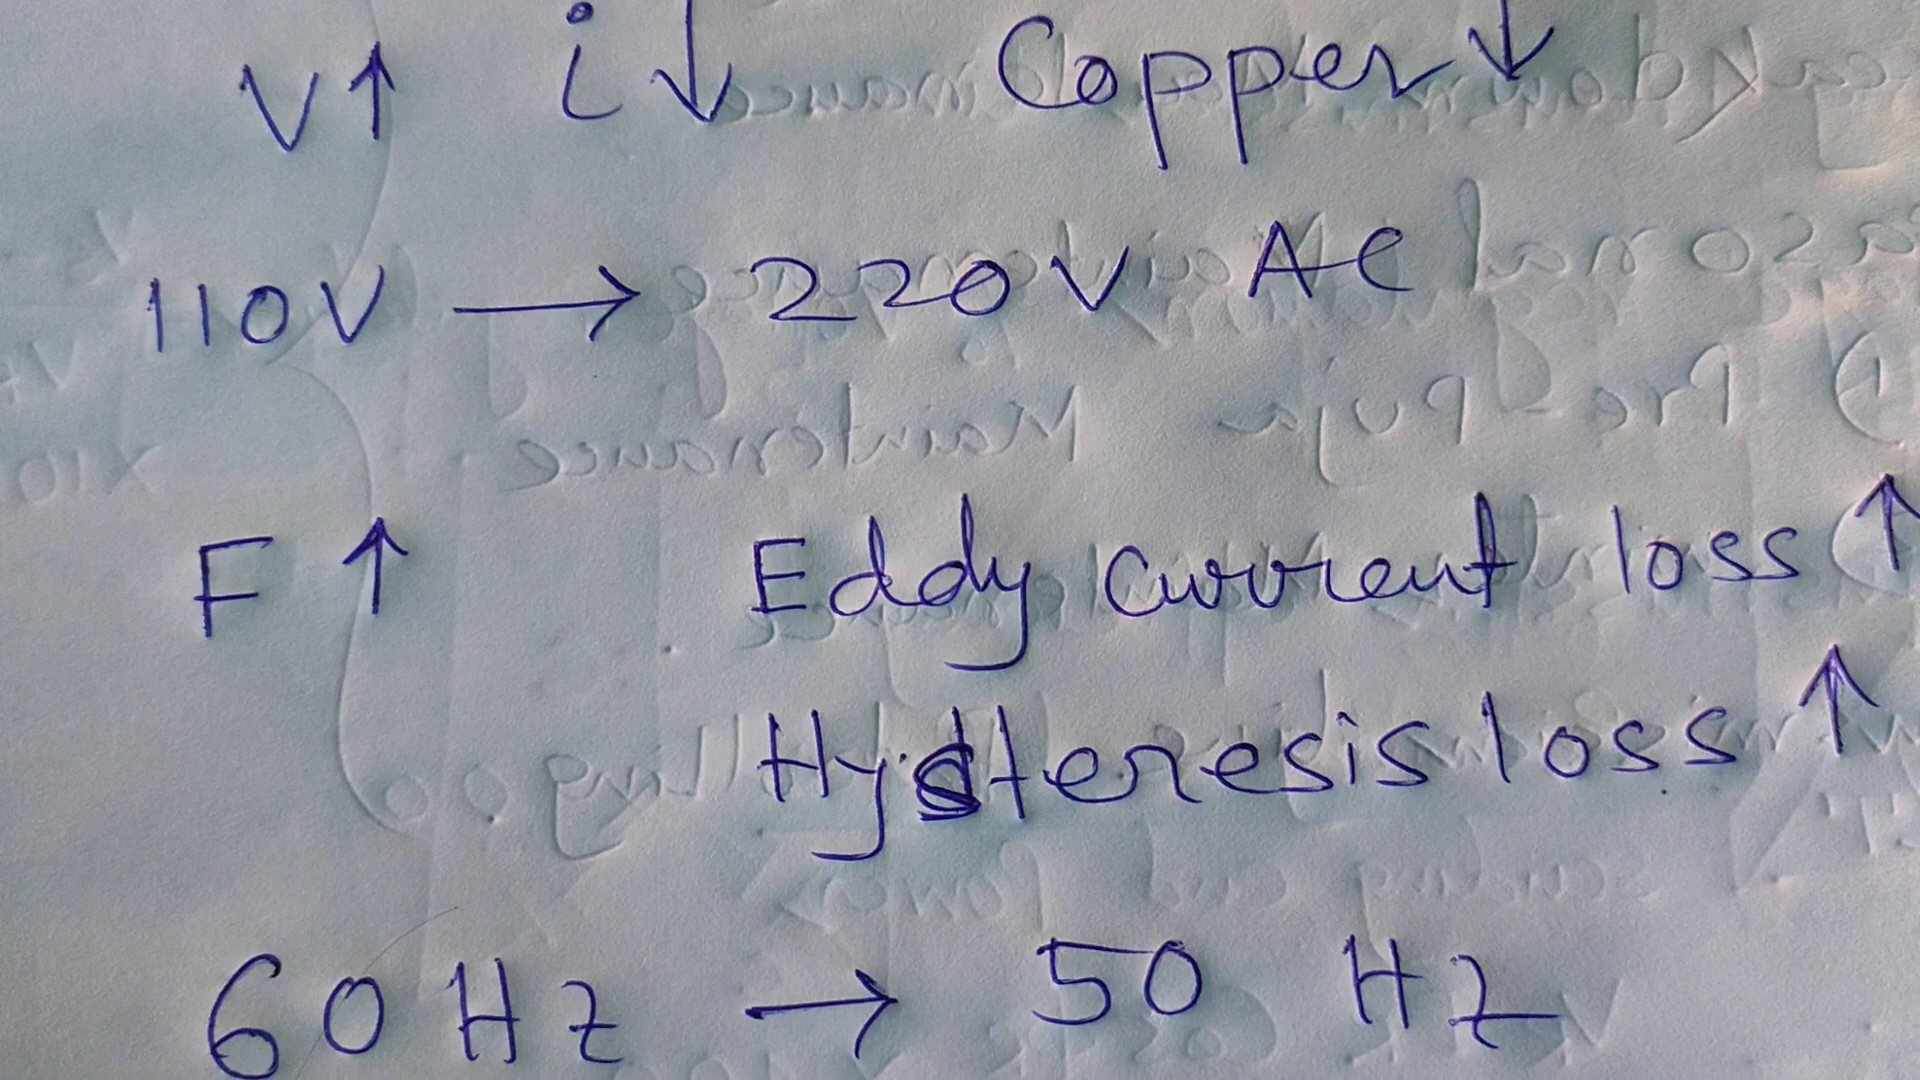 V↑ i↓ Copper↓
110V → 220V AC
F↑ Eddy current loss↑
Hysteresis loss↑
60Hz → 50 Hz